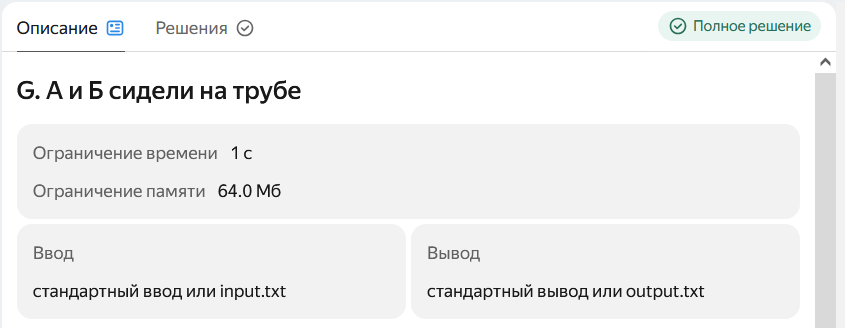 Описание Решения Полное решение
G. А и Б сидели на трубе
Ограничение времени 1 с
Ограничение памяти 64.0 Мб
Ввод Вывод
стандартный ввод или input.txt стандартный вывод или output.txt